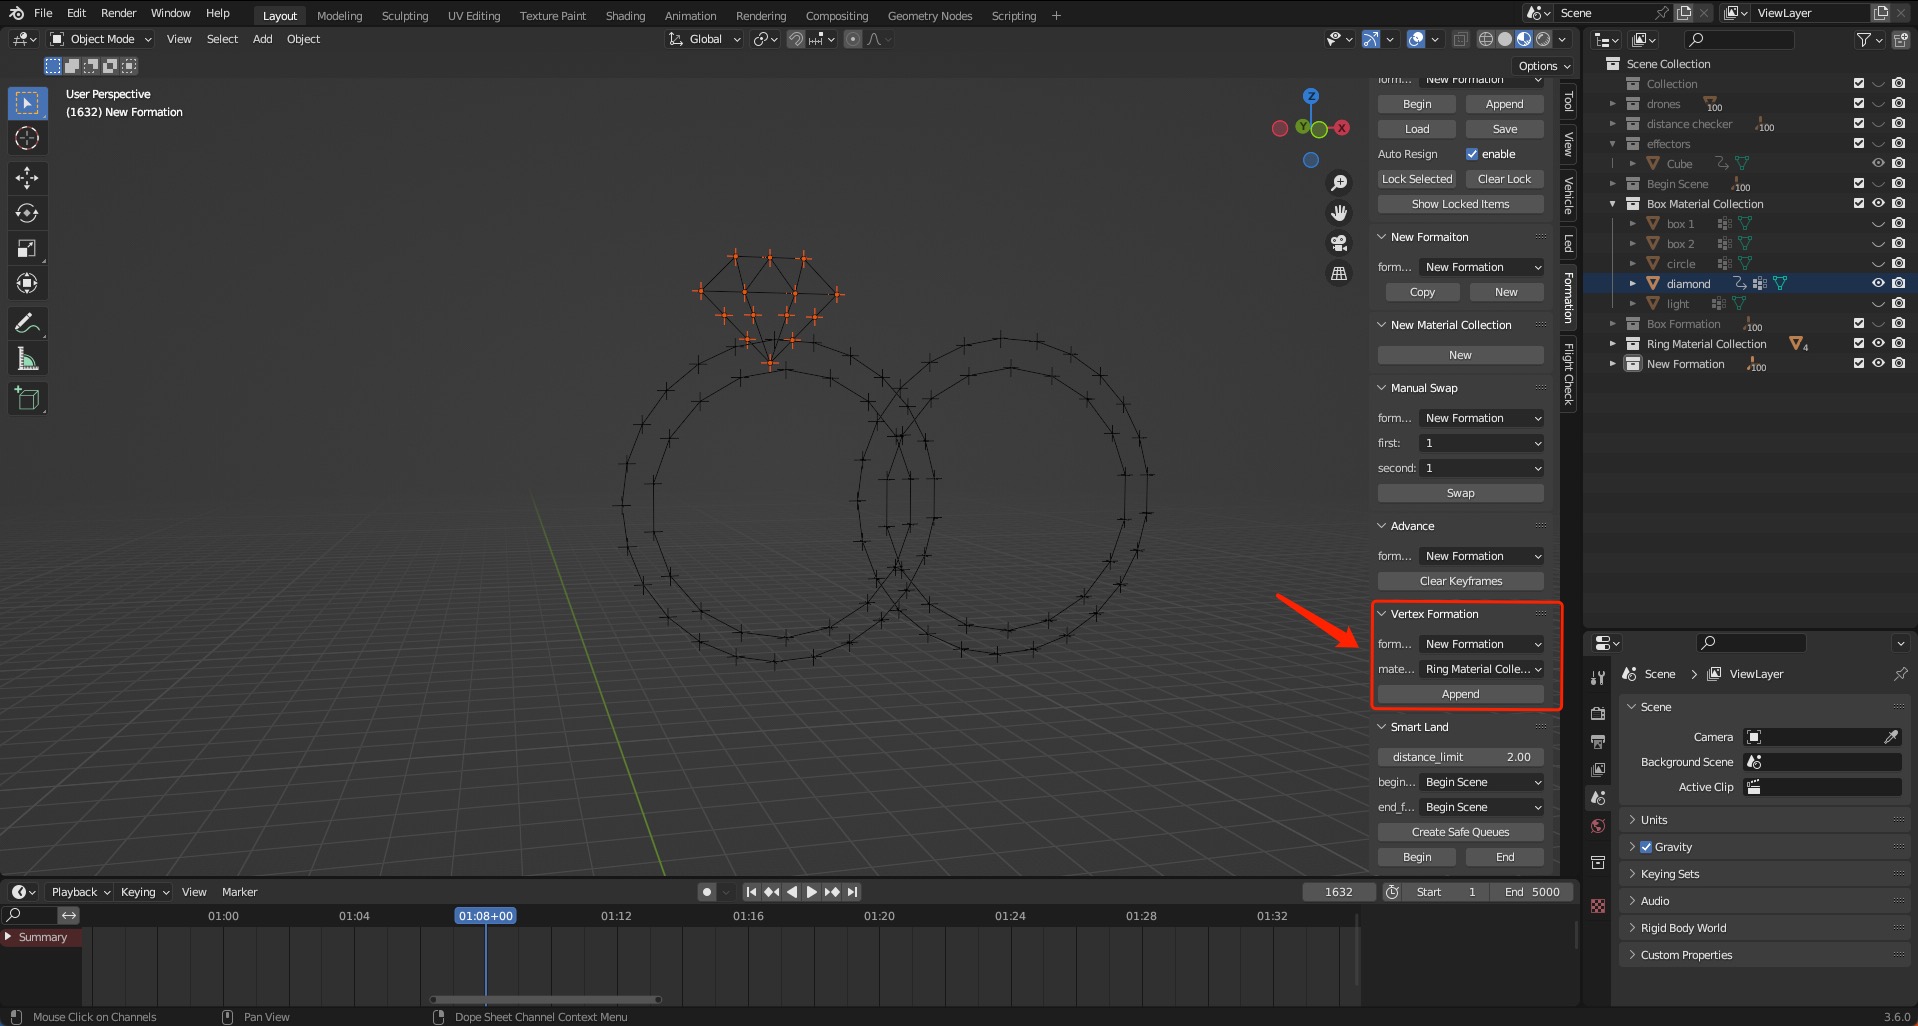 File Edit Render Window Help Layout Modeling Sculpting UV Editing Texture Paint Shading Animation Rendering Compositing Geometry Nodes Scripting + Scene ViewLayer
Object Mode View Select Add Object Global
Options
User Perspective
(1632) New Formation
Z
Y
X
form... New Formation
Begin Append
Load Save
Auto Resign enable
Lock Selected Clear Lock
Show Locked Items
New Formaiton
form... New Formation
Copy New
New Material Collection
New
Manual Swap
form... New Formation
first: 1
second: 1
Swap
Advance
form... New Formation
Clear Keyframes
Vertex Formation
form... New Formation
mate... Ring Material Colle...
Append
Smart Land
distance_limit 2.00
begin... Begin Scene
end_f... Begin Scene
Create Safe Queues
Begin End
Tool
View
Vehicle
Led
Formation
Flight Check
Scene Collection
Collection
drones 100
distance checker 100
effectors
Cube
Begin Scene 100
Box Material Collection
box 1
box 2
circle
diamond
light
Box Formation 100
Ring Material Collection 4
New Formation 100
Scene > ViewLayer
Scene
Camera
Background Scene
Active Clip
Units
Gravity
Keying Sets
Audio
Rigid Body World
Custom Properties
Playback Keying View Marker 1632 Start 1 End 5000
01:00 01:04 01:08+00 01:12 01:16 01:20 01:24 01:28 01:32
Summary
Mouse Click on Channels Pan View Dope Sheet Channel Context Menu 3.6.0